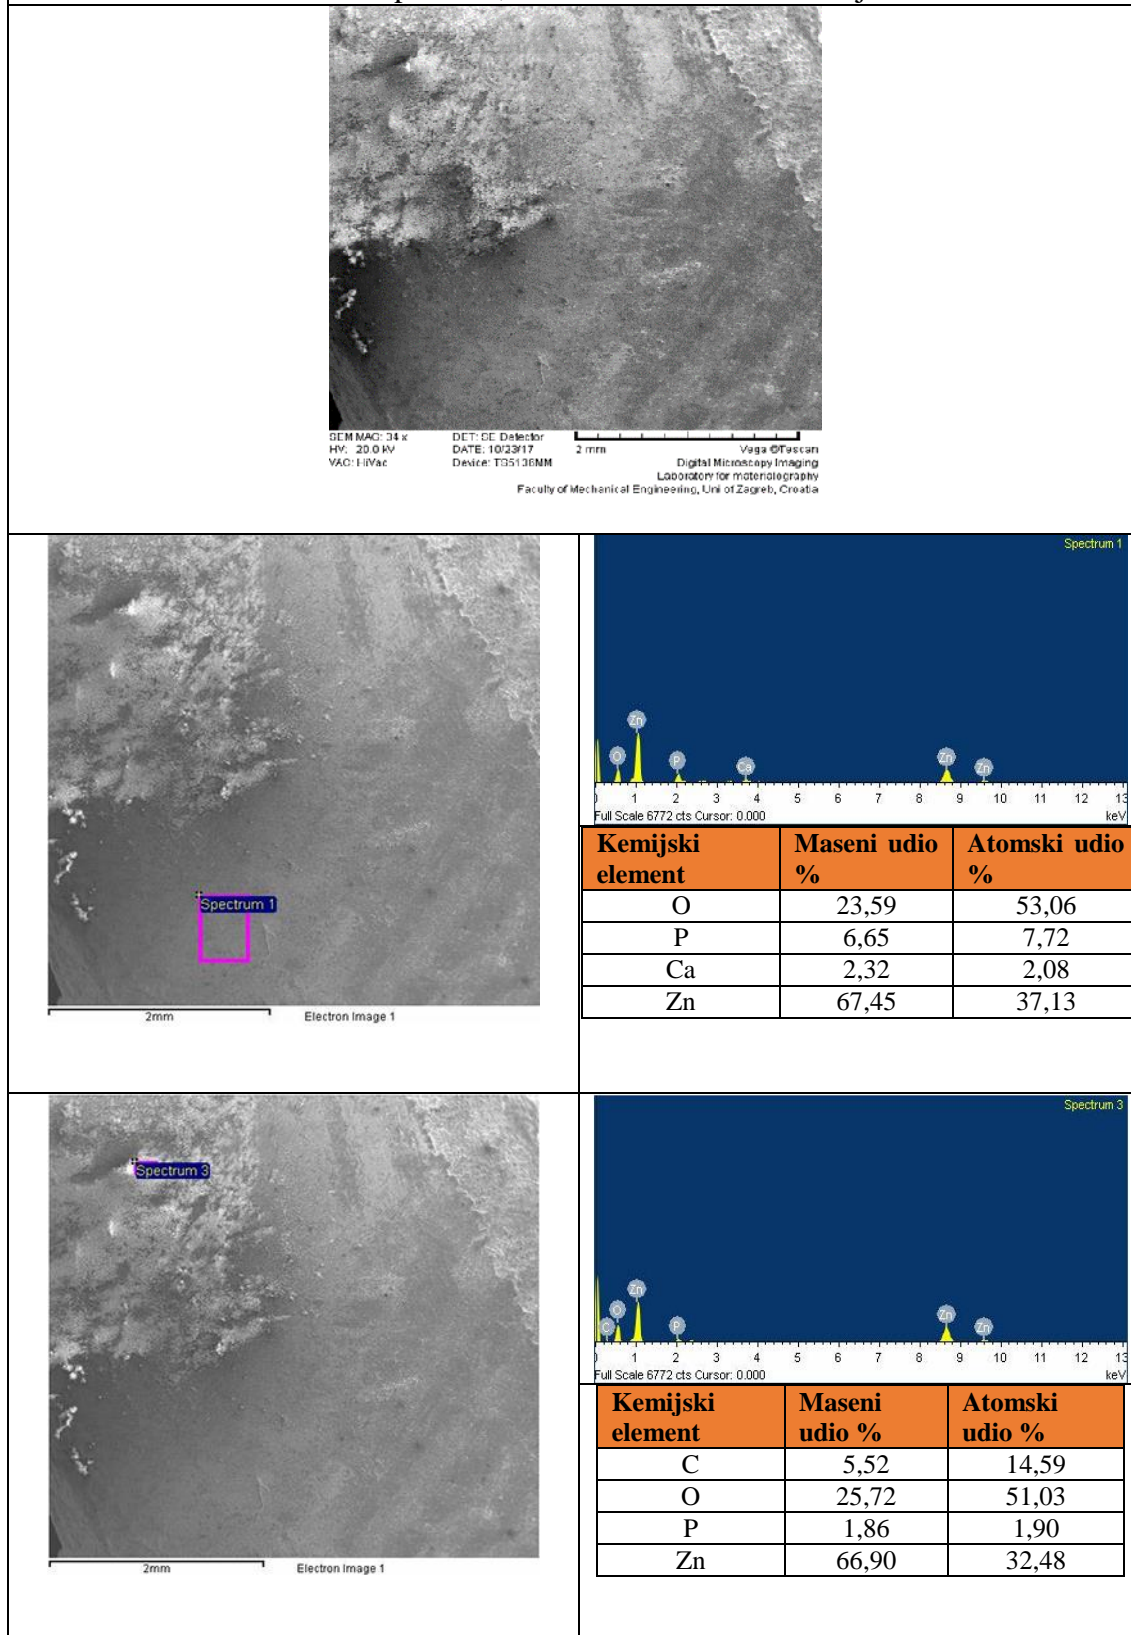 SEM MAG: 34 x DET: SE Detector
HV: 20.0 kV DATE: 10/23/17 2 mm Vega ©Tescan
VAC: HiVac Device: TS5136MM Digital Microscopy Imaging
Laboratory for materialography
Faculty of Mechanical Engineering, Uni of Zagreb, Croatia
Spectrum 1
2mm Electron Image 1
Spectrum 1
O Zn P Ca Zn Zn
1 2 3 4 5 6 7 8 9 10 11 12 13
Full Scale 6772 cts Cursor: 0.000 keV
Kemijski element Maseni udio % Atomski udio %
O 23,59 53,06
P 6,65 7,72
Ca 2,32 2,08
Zn 67,45 37,13
Spectrum 3
2mm Electron Image 1
Spectrum 3
C O Zn P Zn Zn
1 2 3 4 5 6 7 8 9 10 11 12 13
Full Scale 6772 cts Cursor: 0.000 keV
Kemijski element Maseni udio % Atomski udio %
C 5,52 14,59
O 25,72 51,03
P 1,86 1,90
Zn 66,90 32,48